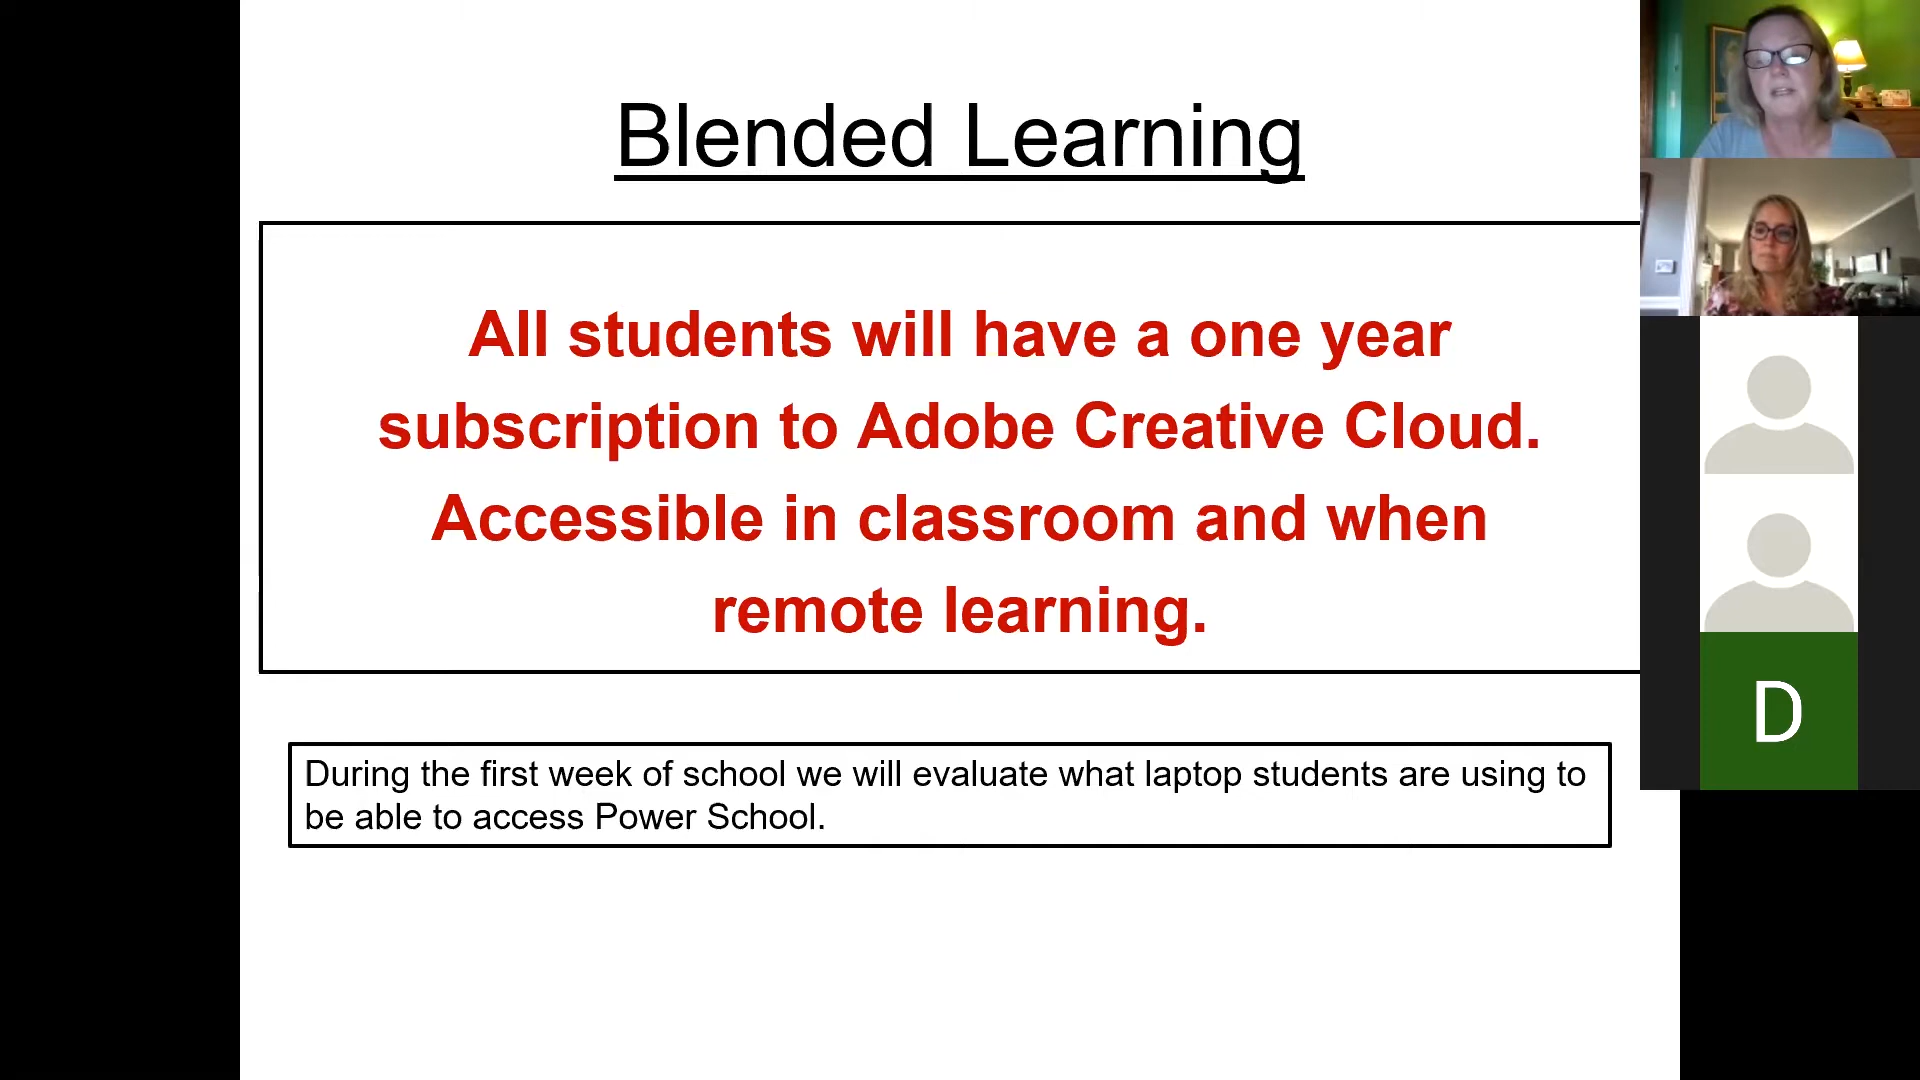 Blended Learning
All students will have a one year
subscription to Adobe Creative Cloud.
Accessible in classroom and when
remote learning.
During the first week of school we will evaluate what laptop students are using to
be able to access Power School.
D